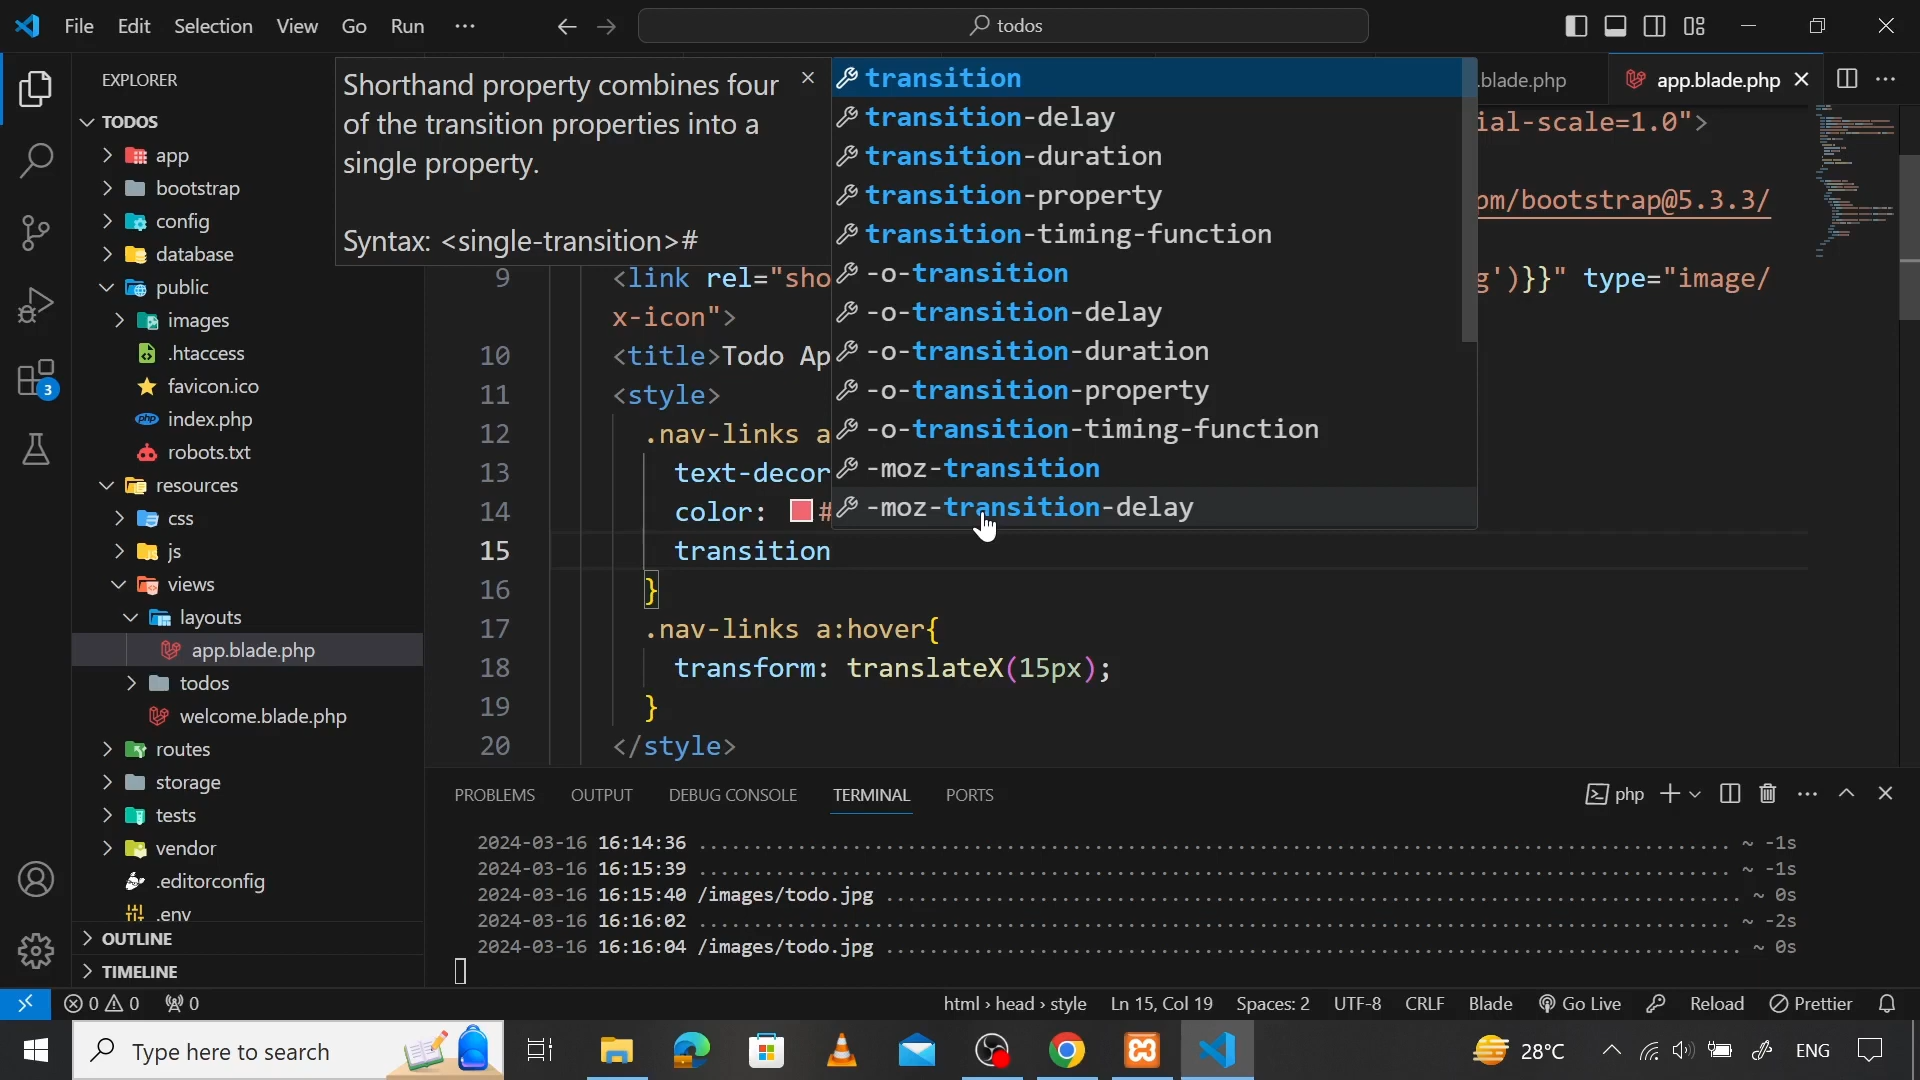 File Edit Selection View Go Run ···
todos
EXPLORER
TODOS
app
bootstrap
config
database
public
images
.htaccess
favicon.ico
index.php
robots.txt
resources
css
js
views
layouts
app.blade.php
todos
welcome.blade.php
routes
storage
tests
vendor
.editorconfig
.env
OUTLINE
TIMELINE
3
Shorthand property combines four
of the transition properties into a
single property.
Syntax: <single-transition>#
transition
transition-delay
transition-duration
transition-property
transition-timing-function
-o-transition
-o-transition-delay
-o-transition-duration
-o-transition-property
-o-transition-timing-function
-moz-transition
-moz-transition-delay
.blade.php
app.blade.php
ial-scale=1.0">
pm/bootstrap@5.3.3/
9 <link rel="sho g')}}" type="image/
x-icon">
10 <title>Todo Ap
11 <style>
12 .nav-links a
13 text-decor
14 color: #
15 transition
16 }
17 .nav-links a:hover{
18 transform: translateX(15px);
19 }
20 </style>
PROBLEMS OUTPUT DEBUG CONSOLE TERMINAL PORTS
php
2024-03-16 16:14:36 ........ ~ -1s
2024-03-16 16:15:39 ........ ~ -1s
2024-03-16 16:15:40 /images/todo.jpg ........ ~ 0s
2024-03-16 16:16:02 ........ ~ -2s
2024-03-16 16:16:04 /images/todo.jpg ........ ~ 0s
0 0 0 html › head › style Ln 15, Col 19 Spaces: 2 UTF-8 CRLF Blade Go Live Reload Prettier
Type here to search
28°C ENG